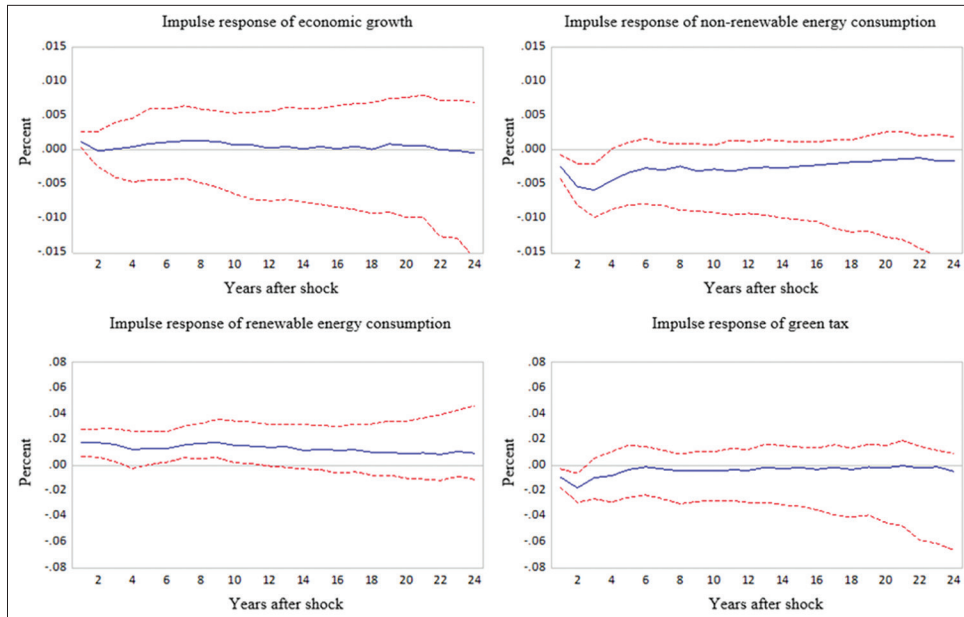 Impulse response of economic growth
.015
.010
.005
.000
-.005
-.010
-.015
Percent
2 4 6 8 10 12 14 16 18 20 22 24
Years after shock
Impulse response of non-renewable energy consumption
.015
.010
.005
.000
-.005
-.010
-.015
Percent
2 4 6 8 10 12 14 16 18 20 22 24
Years after shock
Impulse response of renewable energy consumption
.08
.06
.04
.02
.00
-.02
-.04
-.06
-.08
Percent
2 4 6 8 10 12 14 16 18 20 22 24
Years after shock
Impulse response of green tax
.08
.06
.04
.02
.00
-.02
-.04
-.06
-.08
Percent
2 4 6 8 10 12 14 16 18 20 22 24
Years after shock